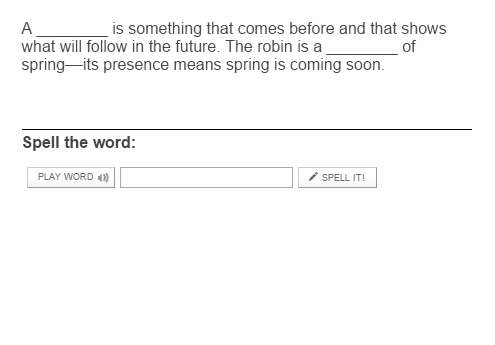 A ________ is something that comes before and that shows
what will follow in the future. The robin is a ________ of
spring—its presence means spring is coming soon.
Spell the word:
PLAY WORD
SPELL IT!